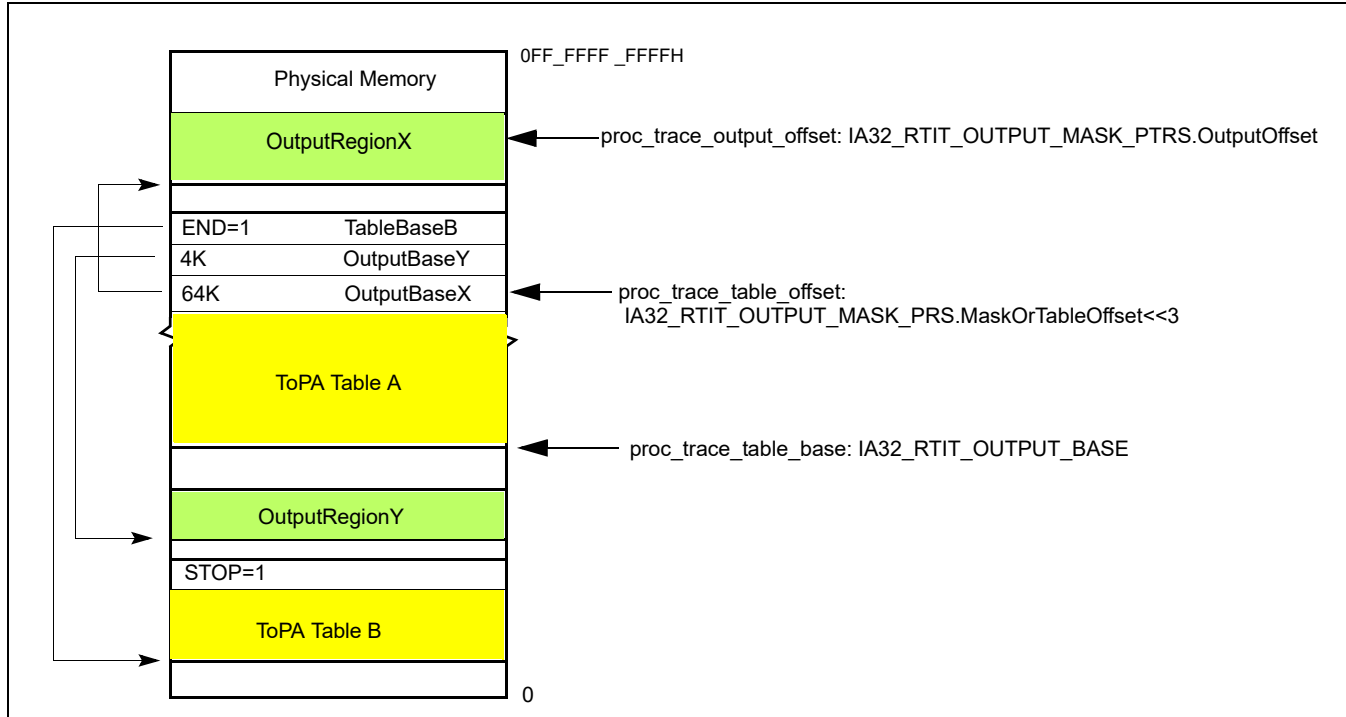 0FF_FFFF _FFFFH
Physical Memory
OutputRegionX
proc_trace_output_offset: IA32_RTIT_OUTPUT_MASK_PTRS.OutputOffset
END=1 TableBaseB
4K OutputBaseY
64K OutputBaseX
proc_trace_table_offset:
IA32_RTIT_OUTPUT_MASK_PRS.MaskOrTableOffset<<3
ToPA Table A
proc_trace_table_base: IA32_RTIT_OUTPUT_BASE
OutputRegionY
STOP=1
ToPA Table B
0